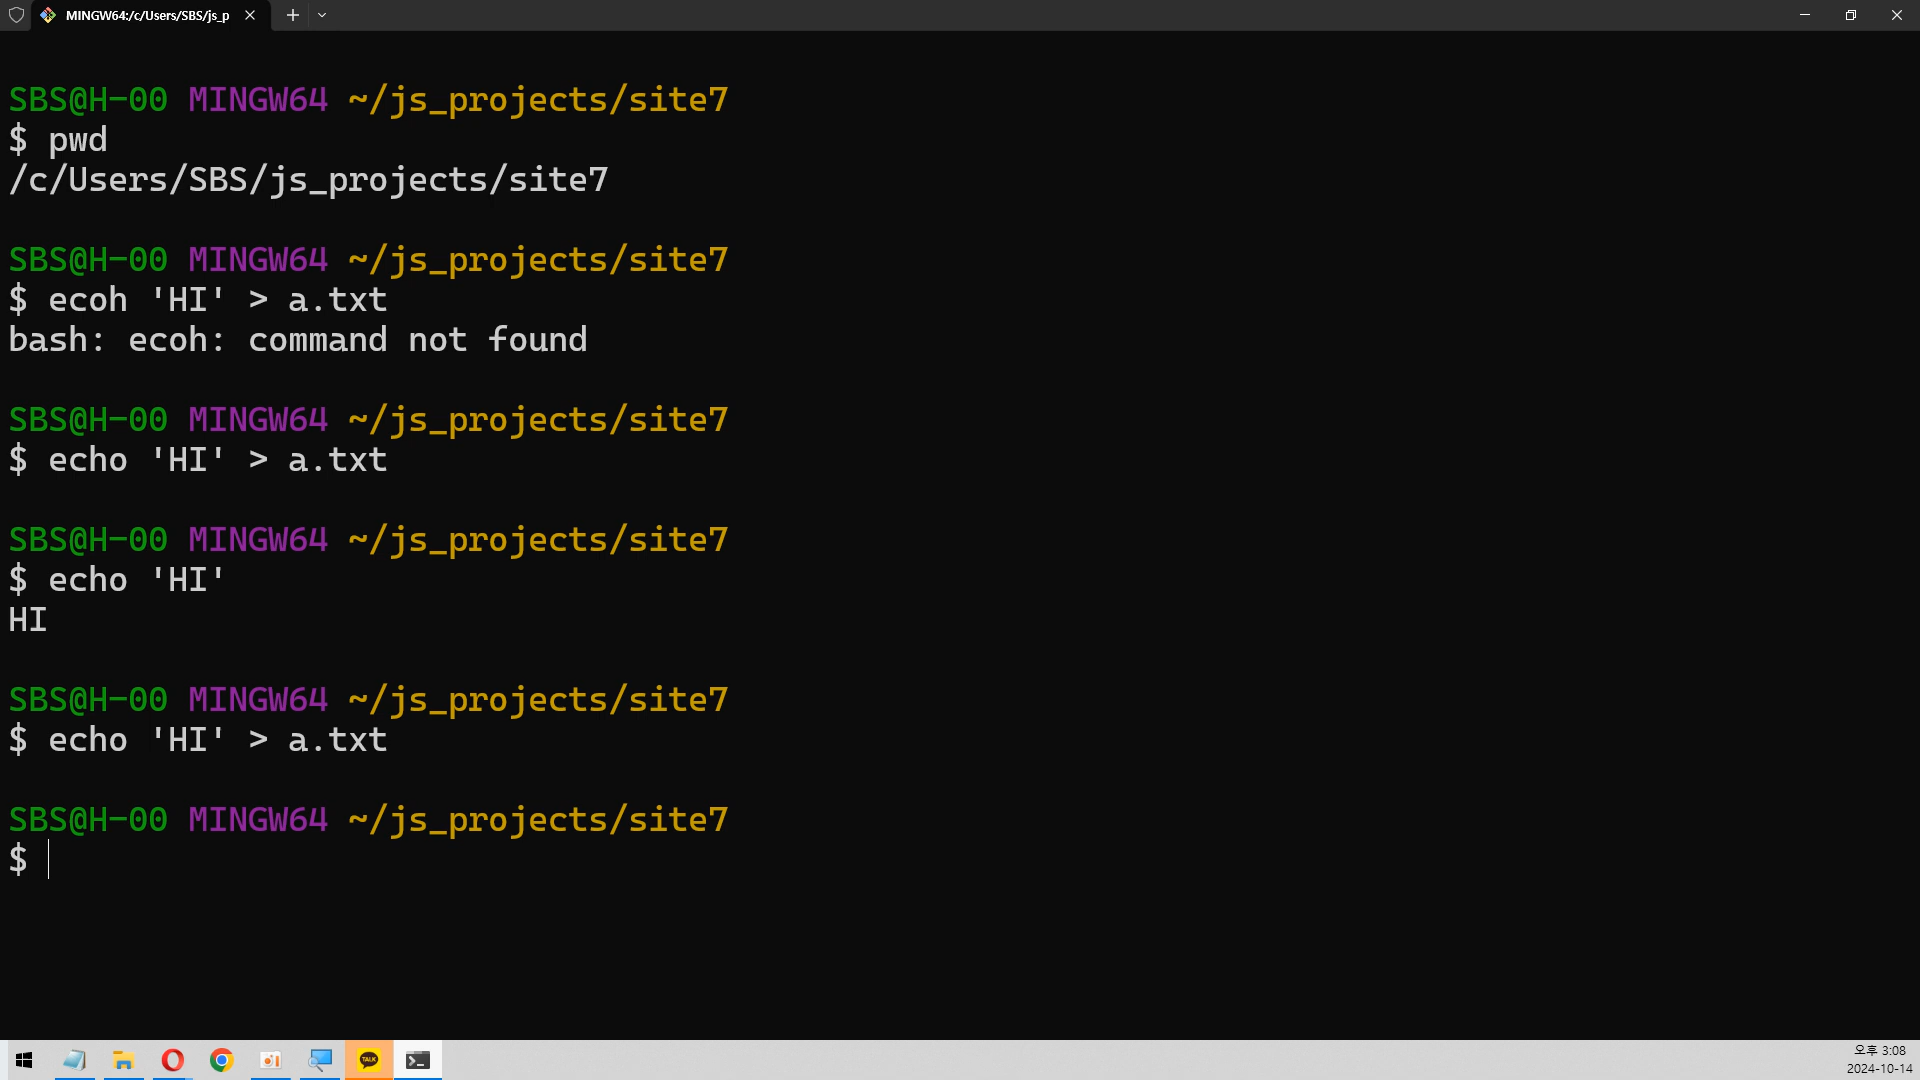 MINGW64:/c/Users/SBS/js_p
SBS@H-00 MINGW64 ~/js_projects/site7
$ pwd
/c/Users/SBS/js_projects/site7
SBS@H-00 MINGW64 ~/js_projects/site7
$ ecoh 'HI' > a.txt
bash: ecoh: command not found
SBS@H-00 MINGW64 ~/js_projects/site7
$ echo 'HI' > a.txt
SBS@H-00 MINGW64 ~/js_projects/site7
$ echo 'HI'
HI
SBS@H-00 MINGW64 ~/js_projects/site7
$ echo 'HI' > a.txt
SBS@H-00 MINGW64 ~/js_projects/site7
$
TALK
오후 3:08
2024-10-14